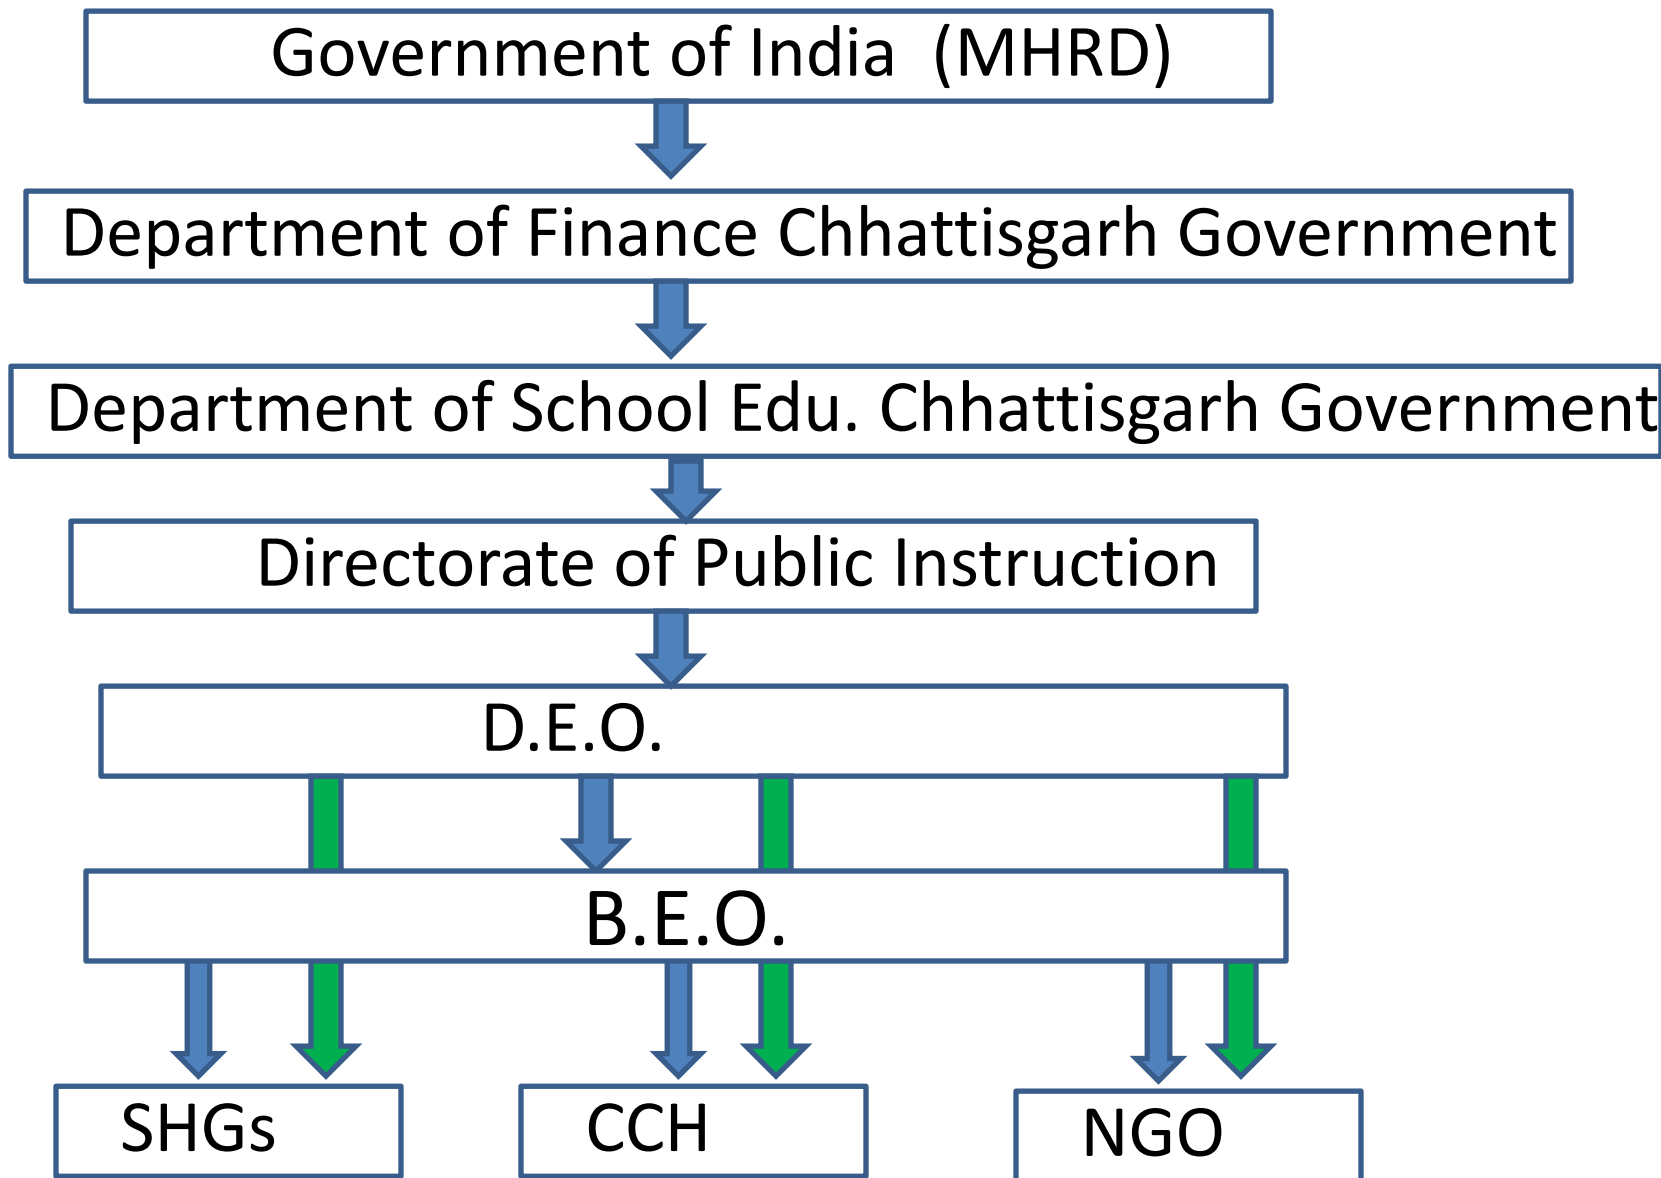 Government of India (MHRD)
Department of Finance Chhattisgarh Government
Department of School Edu. Chhattisgarh Government
Directorate of Public Instruction
D.E.O.
B.E.O.
SHGs
CCH
NGO